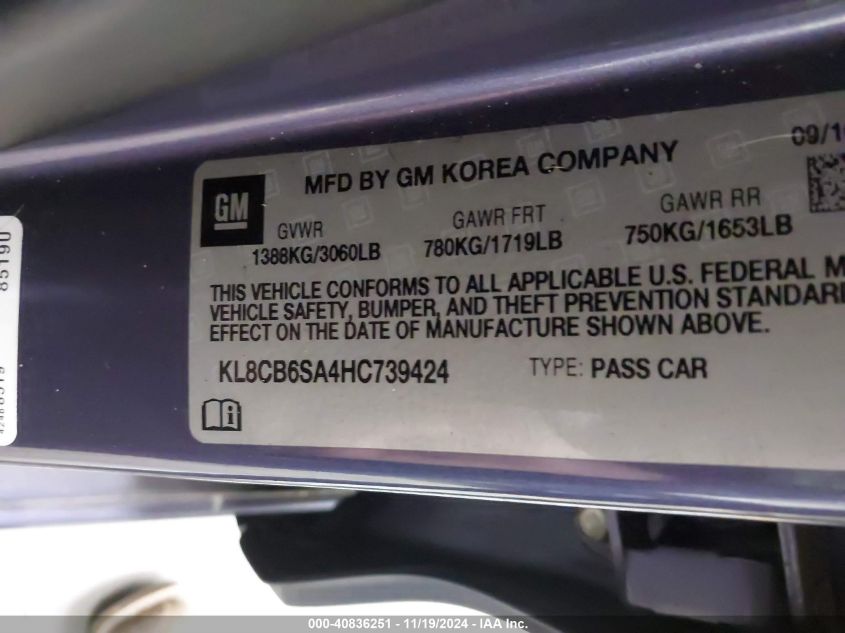 MFD BY GM KOREA COMPANY
GM
GVWR GAWR FRT GAWR RR
1388KG/3060LB 780KG/1719LB 750KG/1653LB
THIS VEHICLE CONFORMS TO ALL APPLICABLE U.S. FEDERAL M
VEHICLE SAFETY, BUMPER, AND THEFT PREVENTION STANDARD
EFFECT ON THE DATE OF MANUFACTURE SHOWN ABOVE.
KL8CB6SA4HC739424 TYPE: PASS CAR
85190
000-40836251 - 11/19/2024 - IAA Inc.